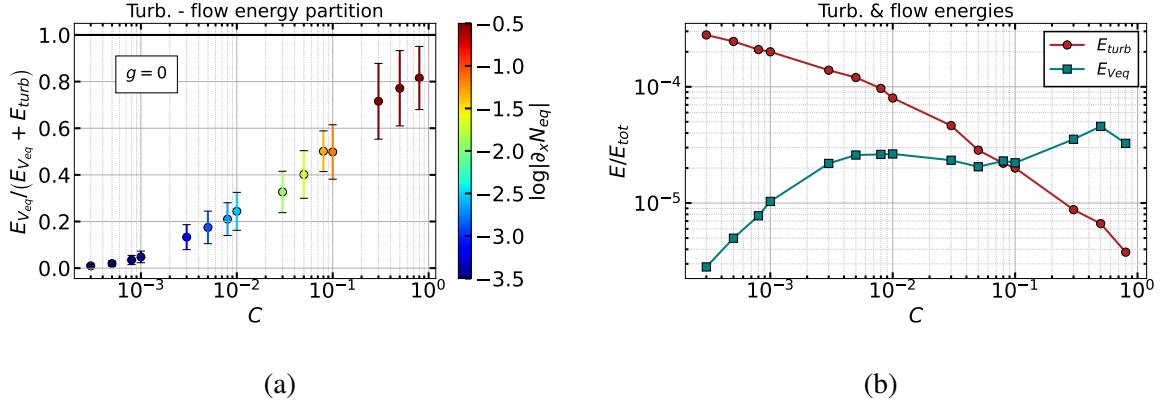 Turb. - flow energy partition
E_{V_{eq}}/(E_{V_{eq}} + E_{turb})
1.0
0.8
0.6
0.4
0.2
0.0
g = 0
10^{-3}
10^{-2}
10^{-1}
10^{0}
C
−0.5
−1.0
−1.5
−2.0
−2.5
−3.0
−3.5
log|∂_xN_{eq}|
(a)
Turb. & flow energies
E/E_{tot}
10^{-4}
10^{-5}
E_{turb}
E_{Veq}
10^{-3}
10^{-2}
10^{-1}
10^{0}
C
(b)